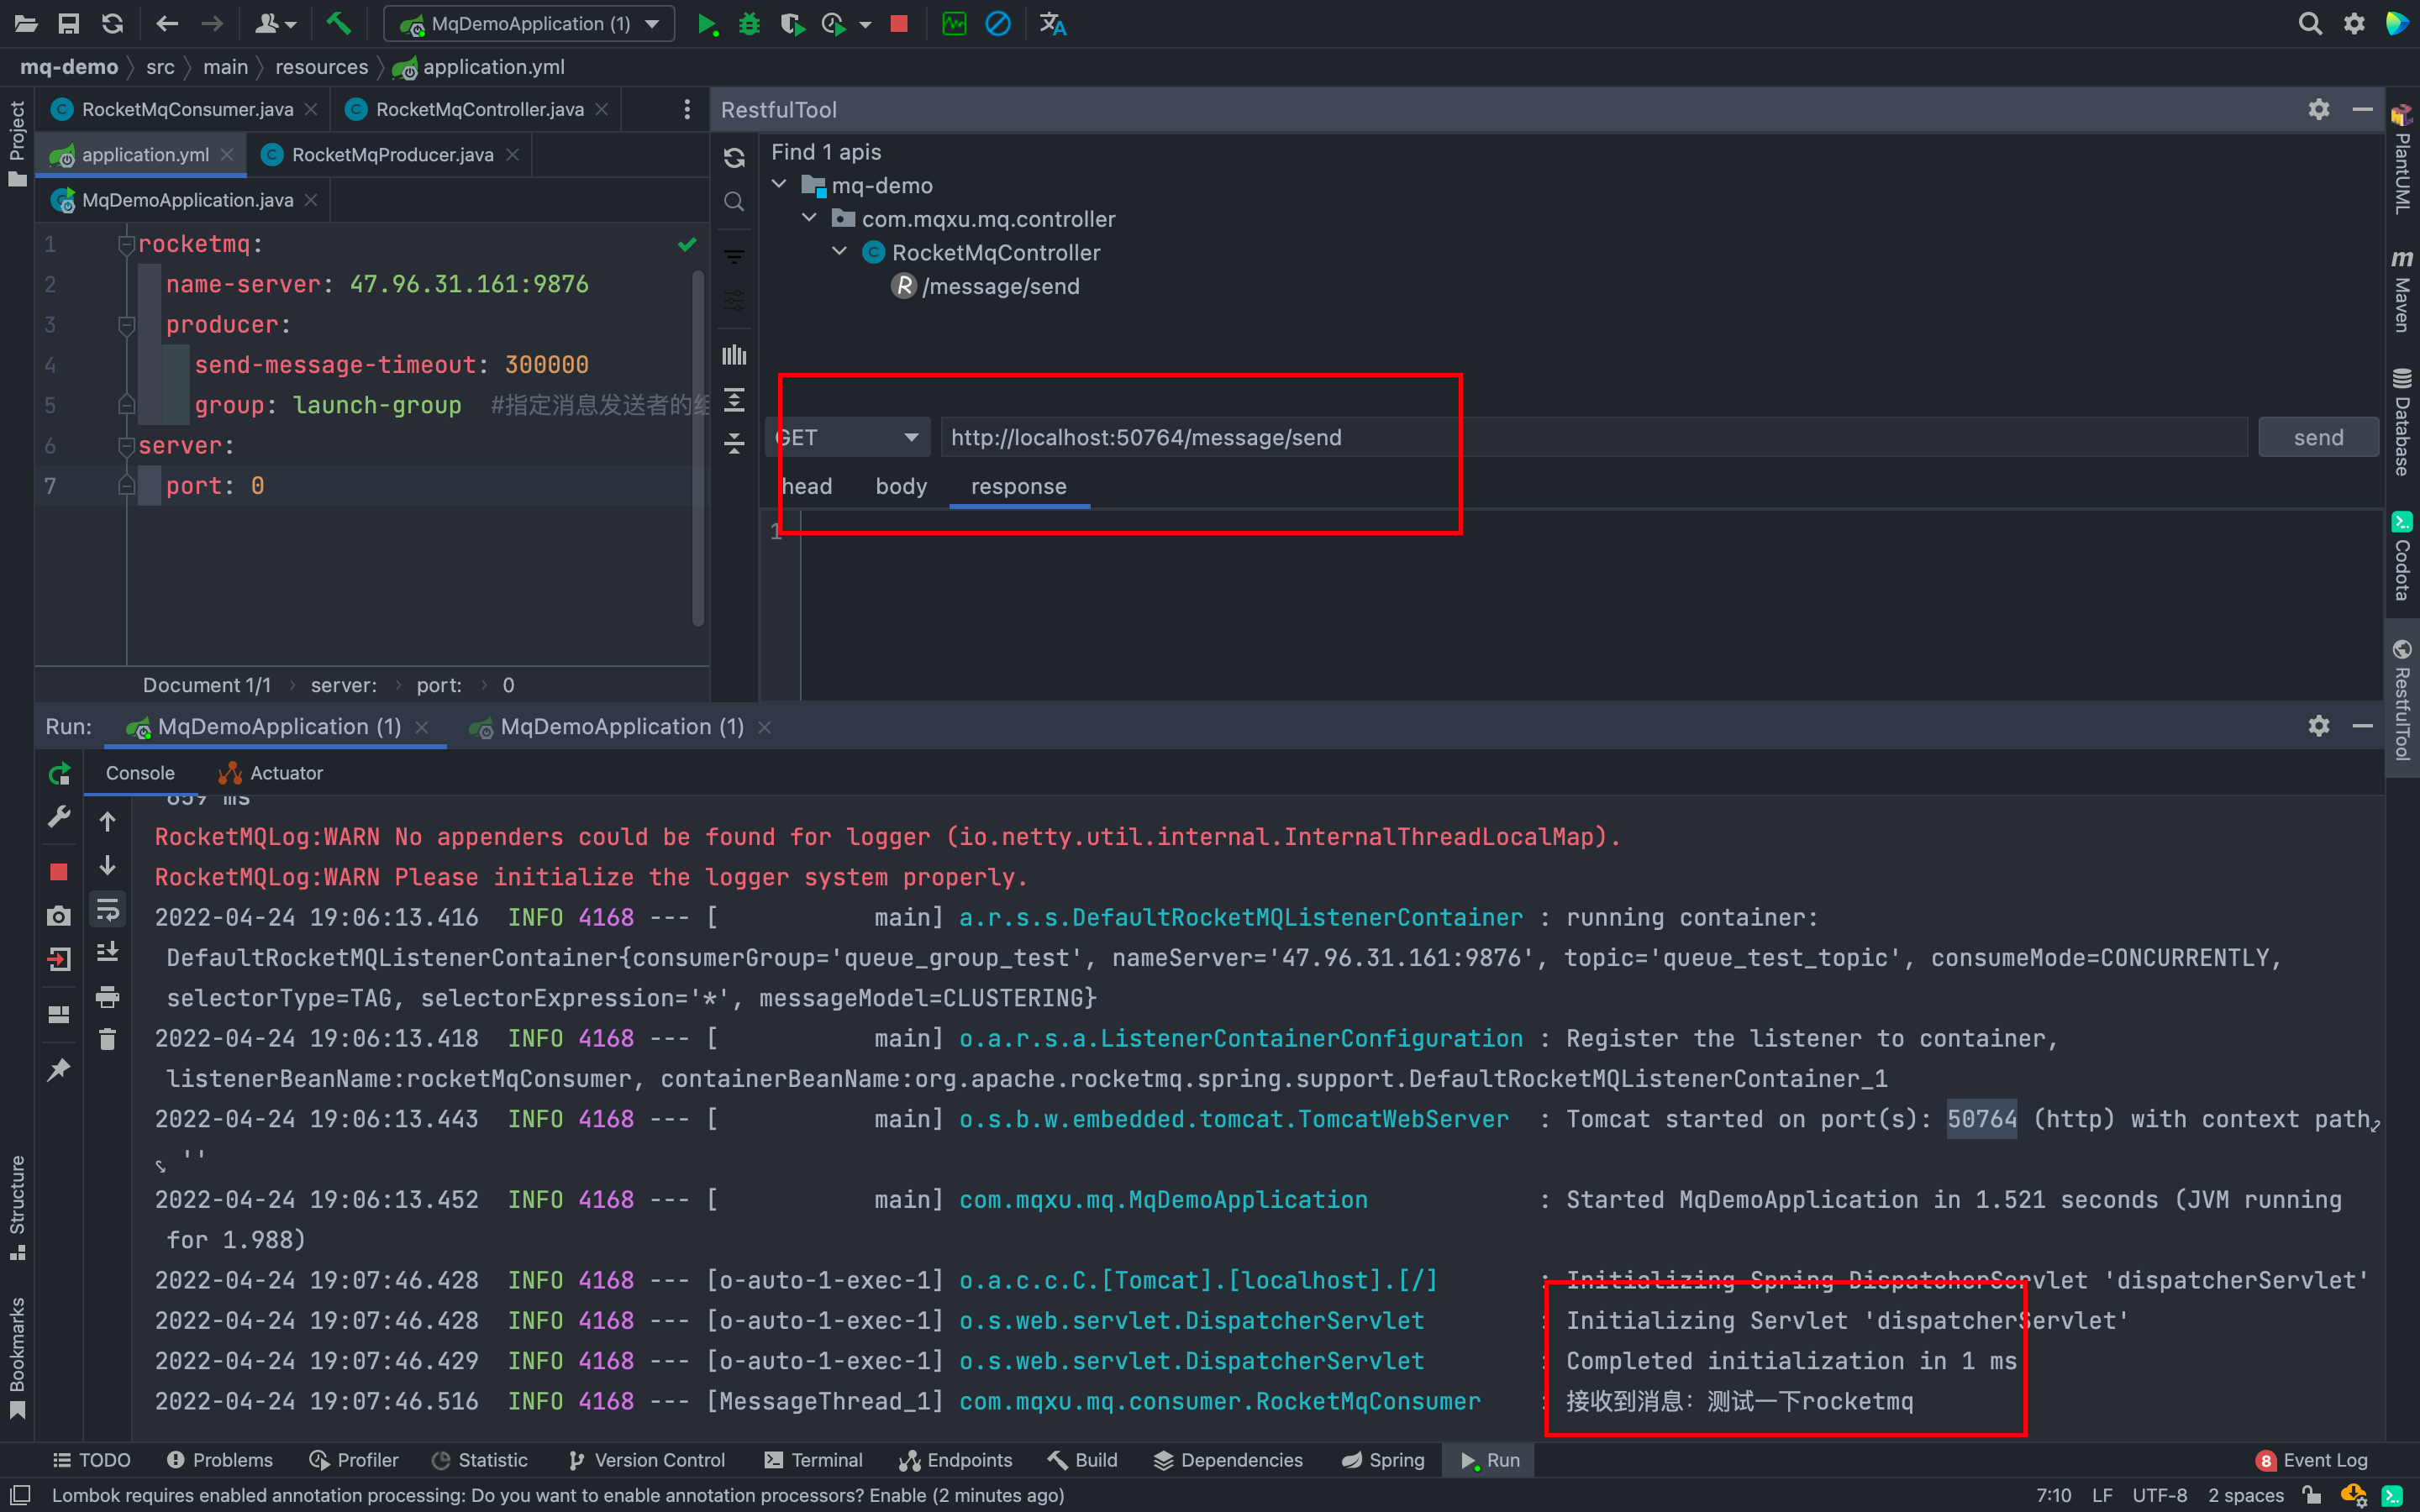 MqDemoApplication (1)
mq-demo src main resources application.yml
Project
RocketMqConsumer.java
RocketMqController.java
application.yml
RocketMqProducer.java
MqDemoApplication.java
1 rocketmq:
2 name-server: 47.96.31.161:9876
3 producer:
4 send-message-timeout: 300000
5 group: launch-group #指定消息发送者的
6 server:
7 port: 0
Document 1/1 server: port: 0
RestfulTool
Find 1 apis
mq-demo
com.mqxu.mq.controller
RocketMqController
/message/send
GET http://localhost:50764/message/send send
head body response
1
PlantUML
Maven
Database
Codota
RestfulTool
Run: MqDemoApplication (1) MqDemoApplication (1)
Console Actuator
659 ms
RocketMQLog:WARN No appenders could be found for logger (io.netty.util.internal.InternalThreadLocalMap).
RocketMQLog:WARN Please initialize the logger system properly.
2022-04-24 19:06:13.416 INFO 4168 --- [ main] a.r.s.s.DefaultRocketMQListenerContainer : running container:
DefaultRocketMQListenerContainer{consumerGroup='queue_group_test', nameServer='47.96.31.161:9876', topic='queue_test_topic', consumeMode=CONCURRENTLY,
selectorType=TAG, selectorExpression='*', messageModel=CLUSTERING}
2022-04-24 19:06:13.418 INFO 4168 --- [ main] o.a.r.s.a.ListenerContainerConfiguration : Register the listener to container,
listenerBeanName:rocketMqConsumer, containerBeanName:org.apache.rocketmq.spring.support.DefaultRocketMQListenerContainer_1
2022-04-24 19:06:13.443 INFO 4168 --- [ main] o.s.b.w.embedded.tomcat.TomcatWebServer : Tomcat started on port(s): 50764 (http) with context path
''
2022-04-24 19:06:13.452 INFO 4168 --- [ main] com.mqxu.mq.MqDemoApplication : Started MqDemoApplication in 1.521 seconds (JVM running
for 1.988)
2022-04-24 19:07:46.428 INFO 4168 --- [o-auto-1-exec-1] o.a.c.c.C.[Tomcat].[localhost].[/] : Initializing Spring DispatcherServlet 'dispatcherServlet'
2022-04-24 19:07:46.428 INFO 4168 --- [o-auto-1-exec-1] o.s.web.servlet.DispatcherServlet : Initializing Servlet 'dispatcherServlet'
2022-04-24 19:07:46.429 INFO 4168 --- [o-auto-1-exec-1] o.s.web.servlet.DispatcherServlet : Completed initialization in 1 ms
2022-04-24 19:07:46.516 INFO 4168 --- [MessageThread_1] com.mqxu.mq.consumer.RocketMqConsumer : 接收到消息：测试一下rocketmq
Structure
Bookmarks
TODO Problems Profiler Statistic Version Control Terminal Endpoints Build Dependencies Spring Run 8 Event Log
Lombok requires enabled annotation processing: Do you want to enable annotation processors? Enable (2 minutes ago) 7:10 LF UTF-8 2 spaces